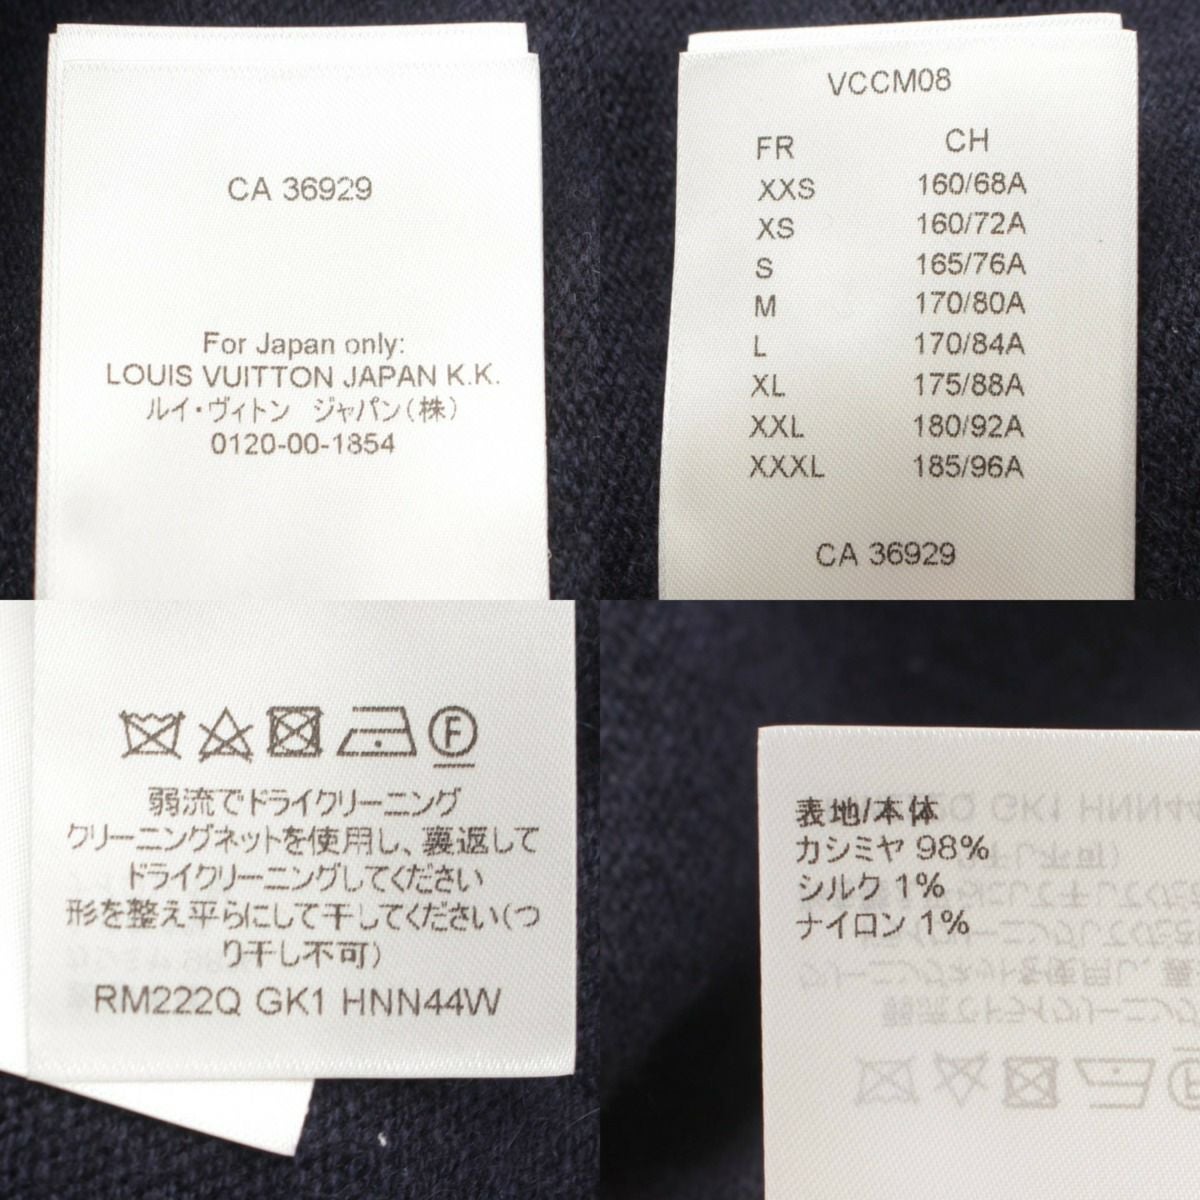 CA 36929
For Japan only:
LOUIS VUITTON JAPAN K.K.
ルイ・ヴィトン ジャパン(株)
0120-00-1854
VCCM08
FR CH
XXS 160/68A
XS 160/72A
S 165/76A
M 170/80A
L 170/84A
XL 175/88A
XXL 180/92A
XXXL 185/96A
CA 36929
F
弱流でドライクリーニング
クリーニングネットを使用し、裏返して
ドライクリーニングしてください
形を整え平らにして干してください(つ
り干し不可)
RM222Q GK1 HNN44W
表地/本体
カシミヤ 98%
シルク 1%
ナイロン 1%